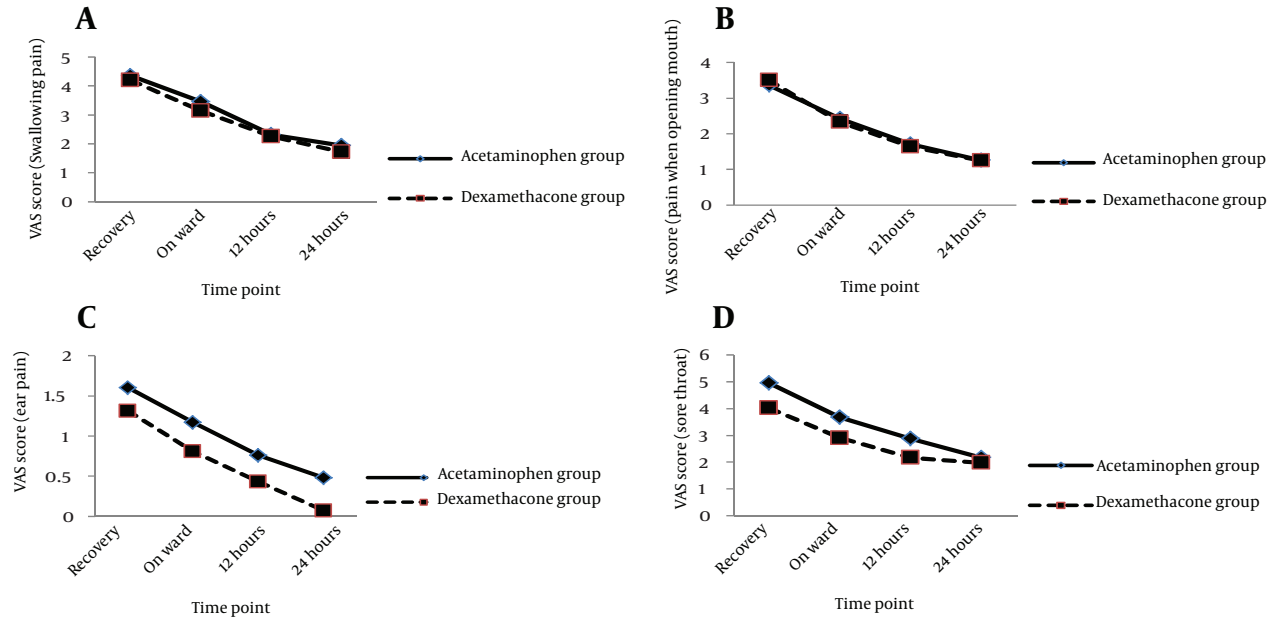 A
VAS score (Swallowing pain)
5
4
3
2
1
0
Recovery
On ward
12 hours
24 hours
Time point
Acetaminophen group
Dexamethacone group
B
VAS score (pain when opening mouth)
4
3
2
1
0
Recovery
On ward
12 hours
24 hours
Time point
Acetaminophen group
Dexamethacone group
C
VAS score (ear pain)
2
1.5
1
0.5
0
Recovery
On ward
12 hours
24 hours
Time point
Acetaminophen group
Dexamethacone group
D
VAS score (sore throat)
6
5
4
3
2
1
0
Recovery
On ward
12 hours
24 hours
Time point
Acetaminophen group
Dexamethacone group